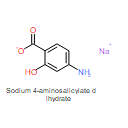 O
O⁻
Na⁺
HO
NH₂
Sodium 4-aminosalicylate d
ihydrate